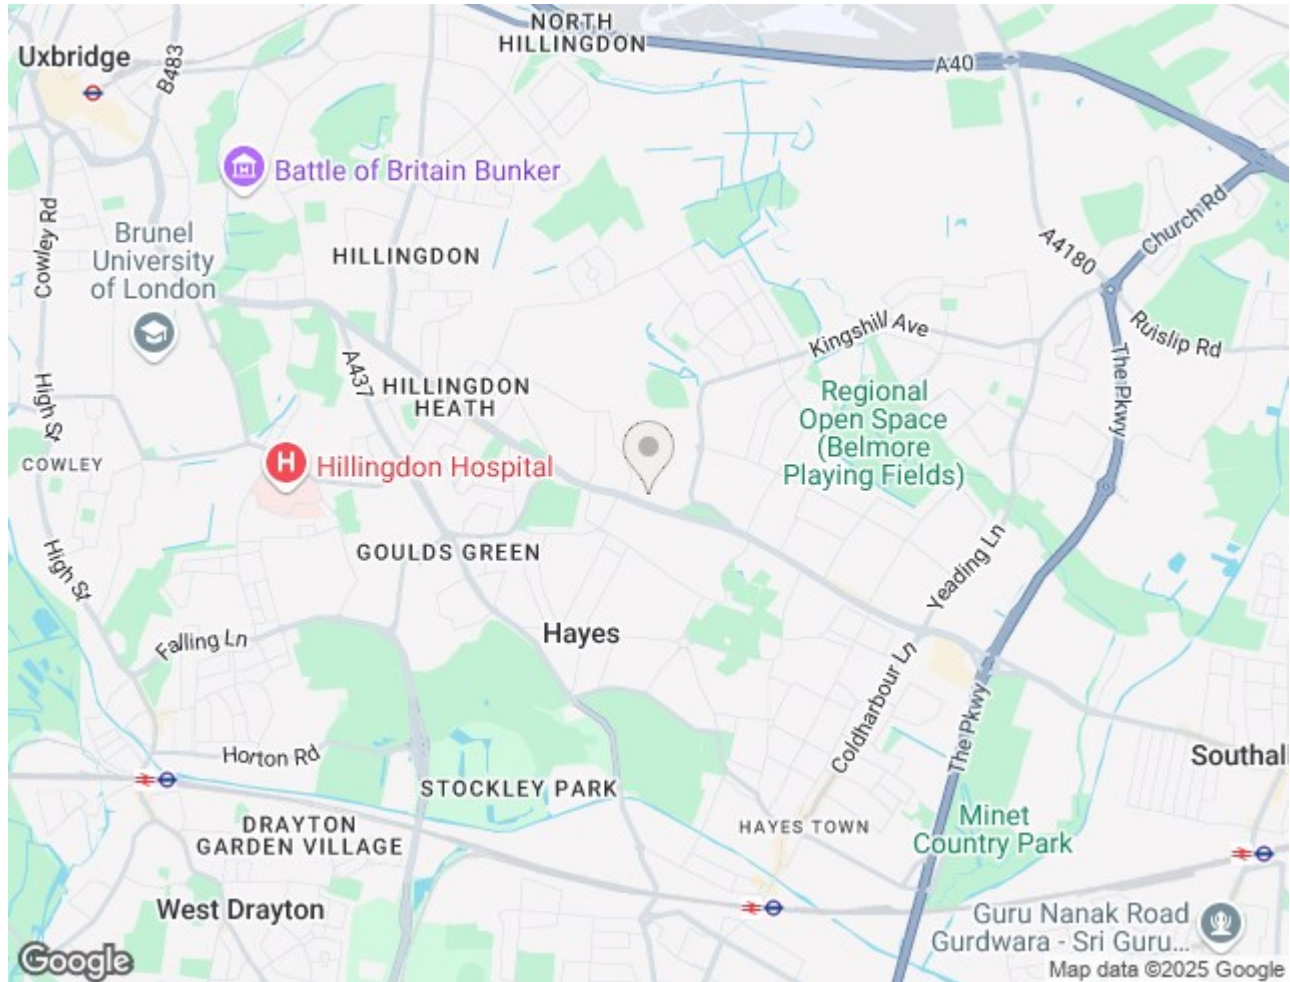 NORTH
HILLINGDON
Uxbridge
B483
A40
Battle of Britain Bunker
Church Rd
Cowley Rd
Brunel
University
of London
HILLINGDON
A4180
Kingshill Ave
Ruislip Rd
A437
The Pkwy
High St
HILLINGDON
HEATH
Regional
Open Space
(Belmore
Playing Fields)
COWLEY
H
Hillingdon Hospital
GOULDS GREEN
High St
Yeading Ln
Falling Ln
Hayes
Coldharbour Ln
The Pkwy
Horton Rd
Southall
STOCKLEY PARK
DRAYTON
GARDEN VILLAGE
HAYES TOWN
Minet
Country Park
West Drayton
Guru Nanak Road
Gurdwara - Sri Guru...
Google
Map data ©2025 Google